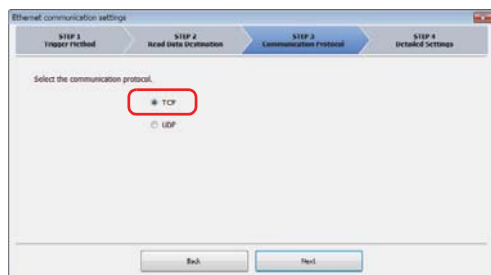 Ethernet communication settings
STEP 1
Trigger Method
STEP 2
Read Data Destination
STEP 3
Communication Protocol
STEP 4
Detailed Settings
Select the communication protocol.
TCP
UDP
Back
Next